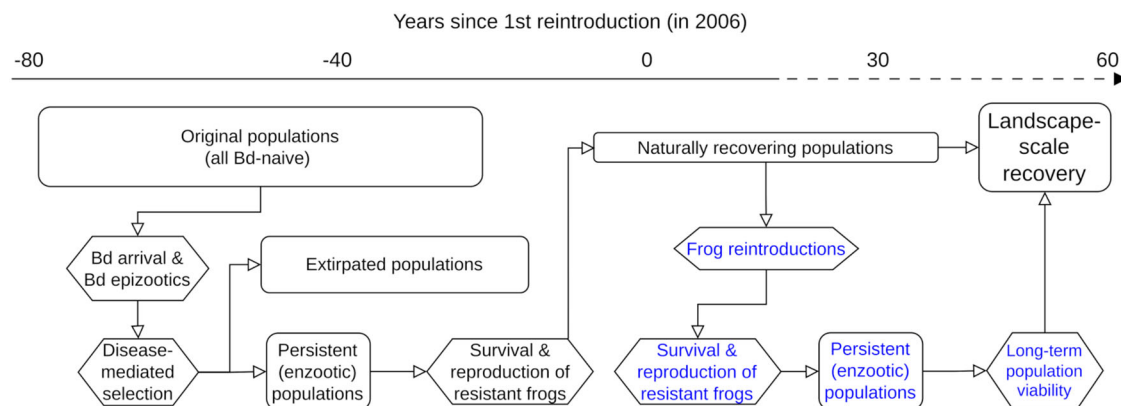 Years since 1st reintroduction (in 2006)
-80 -40 0 30 60
Original populations
(all Bd-naive)
Naturally recovering populations
Landscape-
scale
recovery
Bd arrival &
Bd epizootics
Extirpated populations
Frog reintroductions
Disease-
mediated
selection
Persistent
(enzootic)
populations
Survival &
reproduction of
resistant frogs
Survival &
reproduction of
resistant frogs
Persistent
(enzootic)
populations
Long-term
population
viability